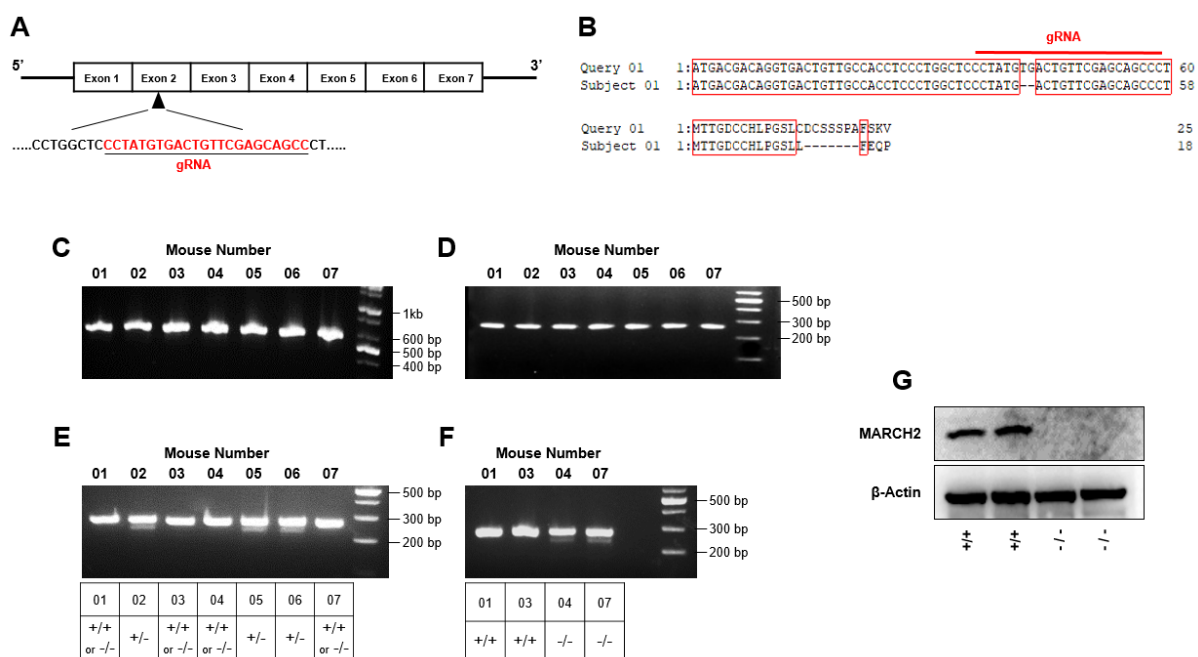 A
5' 3'
Exon 1 Exon 2 Exon 3 Exon 4 Exon 5 Exon 6 Exon 7
.....CCTGGCTCCCTATGTGACTGTTCGAGCAGCCCT.....
gRNA
B
gRNA
Query 01 1:ATGACGACAGGTGACTGTTGCCACCTCCCTGGCTCCCTATGTGACTGTTCGAGCAGCCCT 60
Subject 01 1:ATGACGACAGGTGACTGTTGCCACCTCCCTGGCTCCCTATG--ACTGTTCGAGCAGCCCT 58
Query 01 1:MTTGDCCHLPGSLCDCSSSPAFSKV 25
Subject 01 1:MTTGDCCHLPGSLL-------FEQP 18
C
Mouse Number
01 02 03 04 05 06 07
1kb
600 bp
500 bp
400 bp
D
Mouse Number
01 02 03 04 05 06 07
500 bp
300 bp
200 bp
E
Mouse Number
01 02 03 04 05 06 07
500 bp
300 bp
200 bp
01 02 03 04 05 06 07
+/+ or -/- +/- +/+ or -/- +/+ or -/- +/- +/- +/+ or -/-
F
Mouse Number
01 03 04 07
500 bp
300 bp
200 bp
01 03 04 07
+/+ +/+ -/- -/-
G
MARCH2
β-Actin
+/+ +/+ -/- -/-